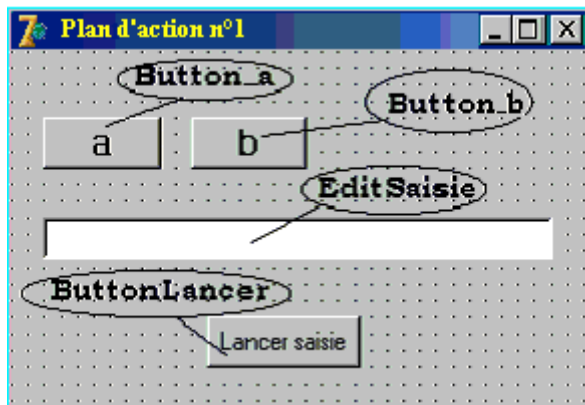 Plan d'action n°1
Button_a
Button_b
a
b
EditSaisie
ButtonLancer
Lancer saisie